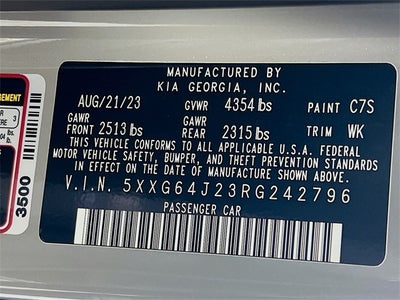 MANUFACTURED BY
KIA GEORGIA, INC.
AUG/21/23 GVWR 4354 lbs PAINT C7S
GAWR GAWR
FRONT 2513 lbs REAR 2315 lbs TRIM WK
THIS VEHICLE CONFORMS TO ALL APPLICABLE U.S.A. FEDERAL
MOTOR VEHICLE SAFETY, BUMPER, AND THEFT PREVENTION STANDARDS
IN EFFECT ON THE DATE OF MANUFACTURE SHOWN ABOVE.
V.I.N. 5XXG64J23RG242796
PASSENGER CAR
3500
3
lbs.